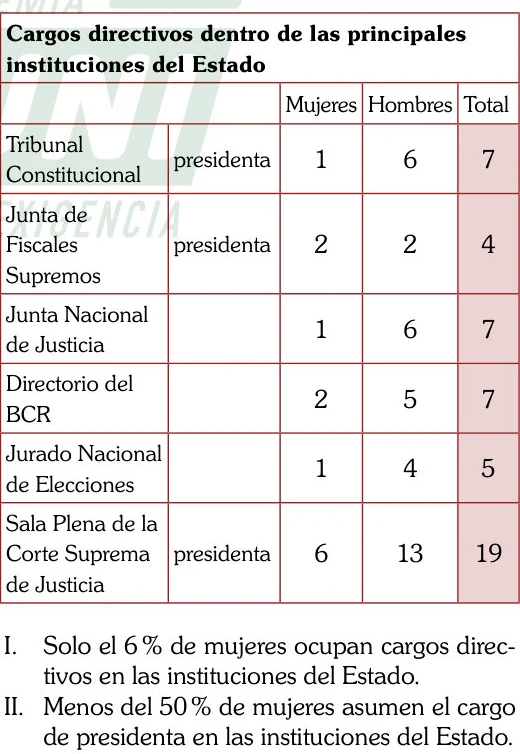 EMIA
Cargos directivos dentro de las principales
instituciones del Estado
Mujeres Hombres Total
Tribunal
Constitucional
presidenta 1 6 7
Junta de
Fiscales
Supremos
presidenta 2 2 4
Junta Nacional
de Justicia
1 6 7
Directorio del
BCR
2 5 7
Jurado Nacional
de Elecciones
1 4 5
Sala Plena de la
Corte Suprema
de Justicia
presidenta 6 13 19
EXIGENCIA
I. Solo el 6 % de mujeres ocupan cargos direc-
tivos en las instituciones del Estado.
II. Menos del 50 % de mujeres asumen el cargo
de presidenta en las instituciones del Estado.